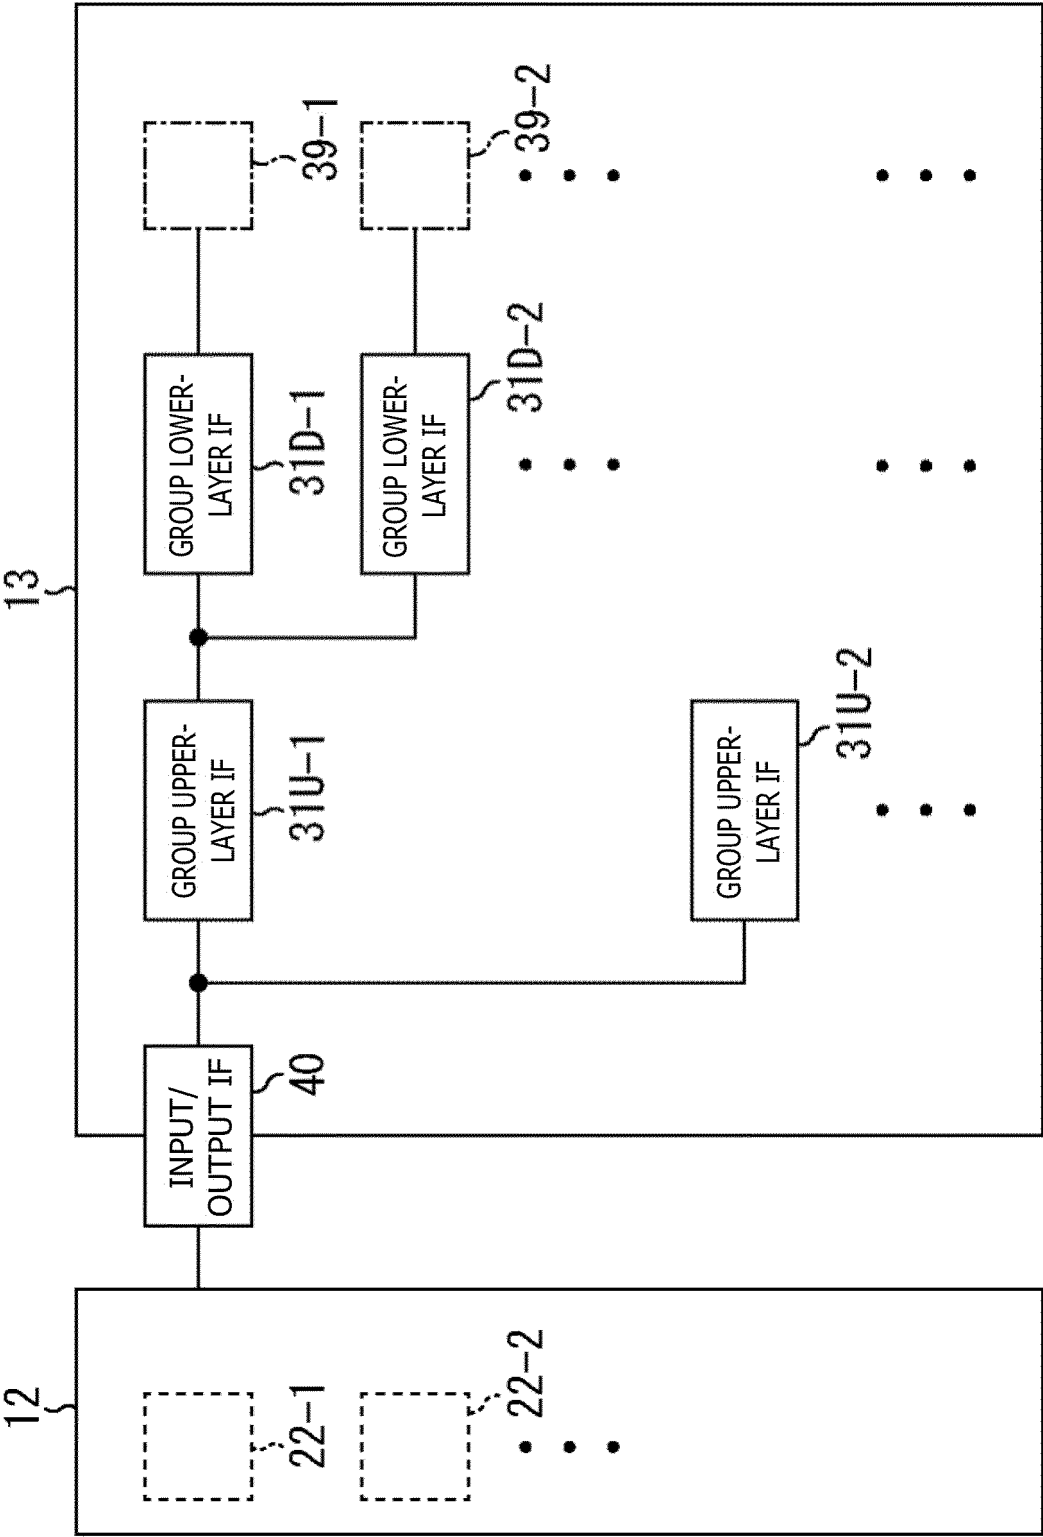 12
13
22-1
22-2
INPUT/
OUTPUT IF
40
GROUP UPPER-
LAYER IF
31U-1
GROUP UPPER-
LAYER IF
31U-2
GROUP LOWER-
LAYER IF
31D-1
GROUP LOWER-
LAYER IF
31D-2
39-1
39-2